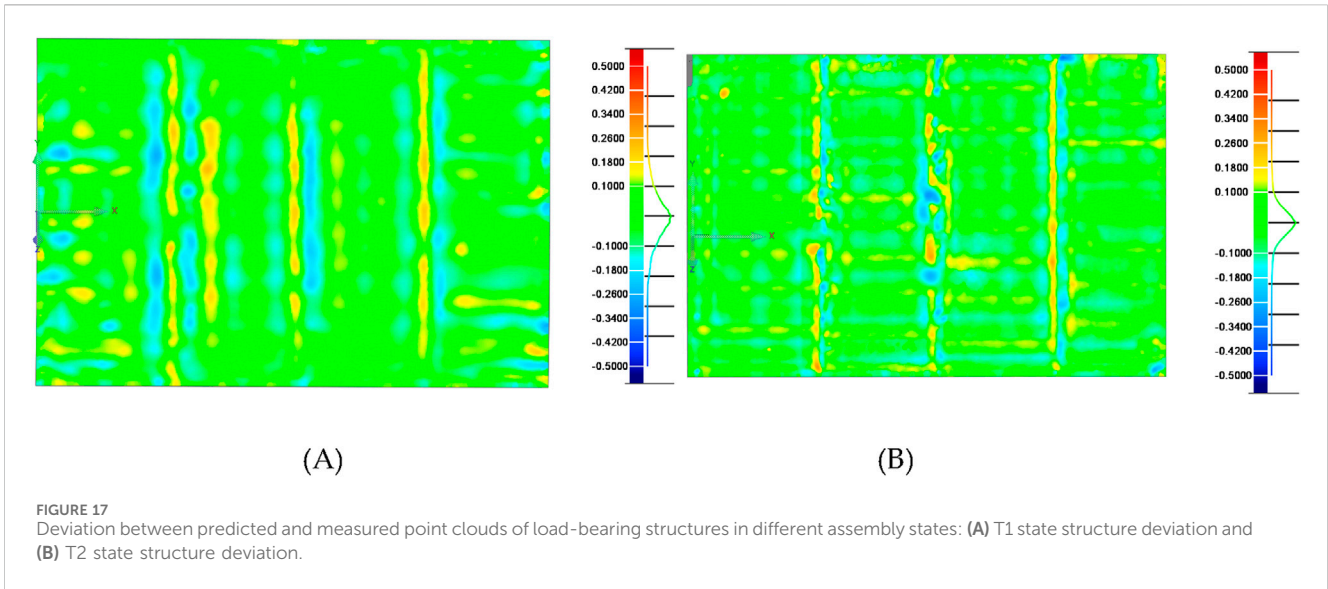 Y
X
Z
0.5000
0.4200
0.3400
0.2600
0.1800
0.1000
-0.1000
-0.1800
-0.2600
-0.3400
-0.4200
-0.5000
Y
X
Z
0.5000
0.4200
0.3400
0.2600
0.1800
0.1000
-0.1000
-0.1800
-0.2600
-0.3400
-0.4200
-0.5000
(A)
(B)
FIGURE 17
Deviation between predicted and measured point clouds of load-bearing structures in different assembly states: (A) T1 state structure deviation and
(B) T2 state structure deviation.